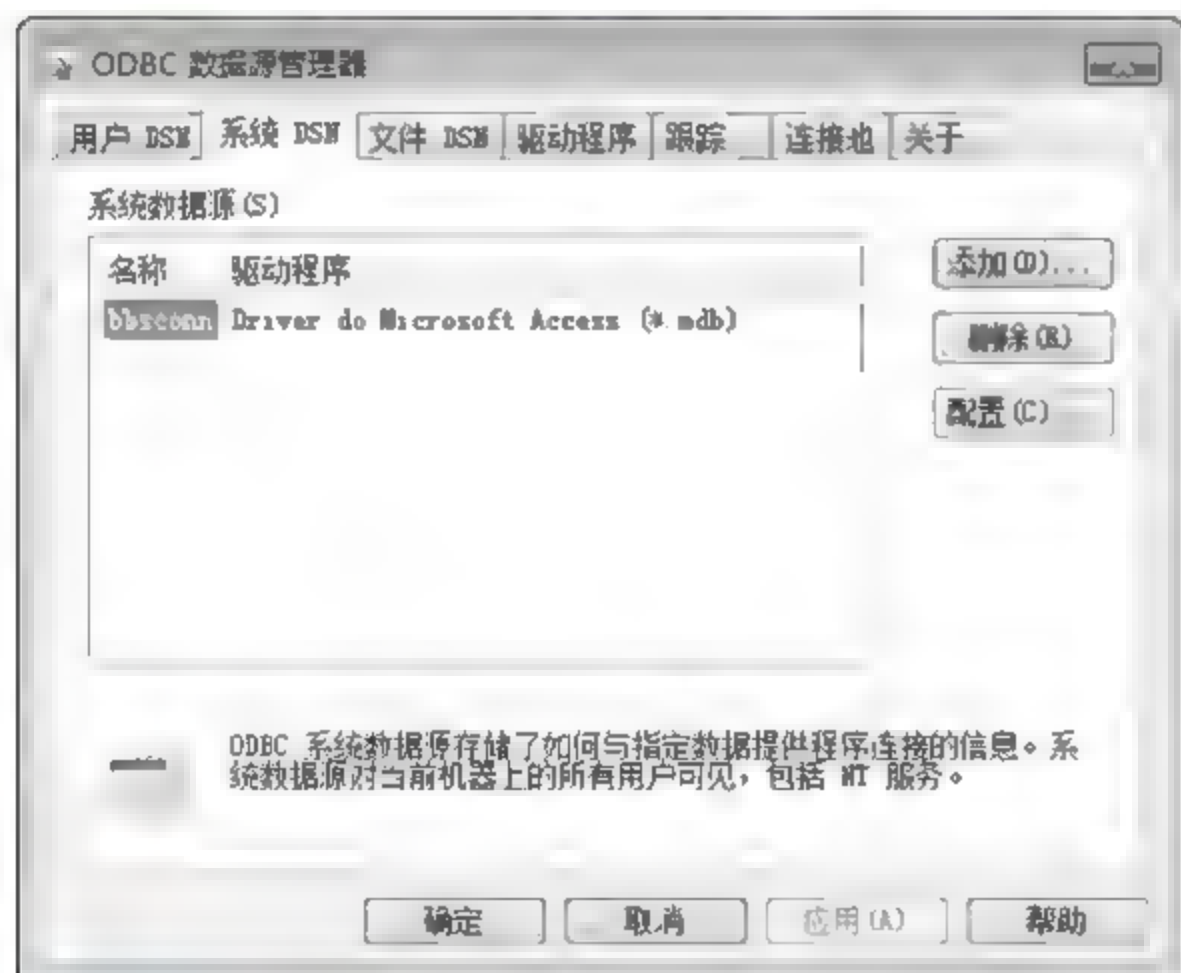 ODBC 数据源管理器
用户 DSN 系统 DSN 文件 DSN 驱动程序 跟踪 连接池 关于
系统数据源(S)
名称 驱动程序
bbsconn Driver do Microsoft Access (*.mdb)
添加(D)...
删除(R)
配置(C)
ODBC 系统数据源存储了如何与指定数据提供程序连接的信息。系
统数据源对当前机器上的所有用户可见，包括 NT 服务。
确定 取消 应用(A) 帮助